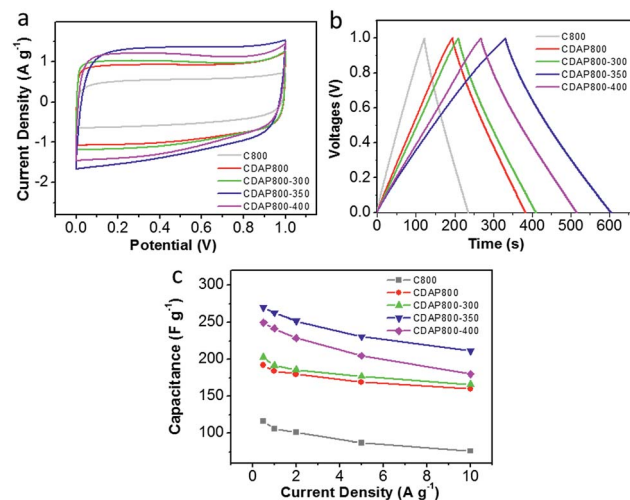 a
Current Density (A g⁻¹)
2
1
0
-1
-2
C800
CDAP800
CDAP800-300
CDAP800-350
CDAP800-400
0.0 0.2 0.4 0.6 0.8 1.0
Potential (V)
b
Voltages (V)
1.0
0.8
0.6
0.4
0.2
0.0
C800
CDAP800
CDAP800-300
CDAP800-350
CDAP800-400
0 100 200 300 400 500 600
Time (s)
c
Capacitance (F g⁻¹)
300
250
200
150
100
C800
CDAP800
CDAP800-300
CDAP800-350
CDAP800-400
0 2 4 6 8 10
Current Density (A g⁻¹)